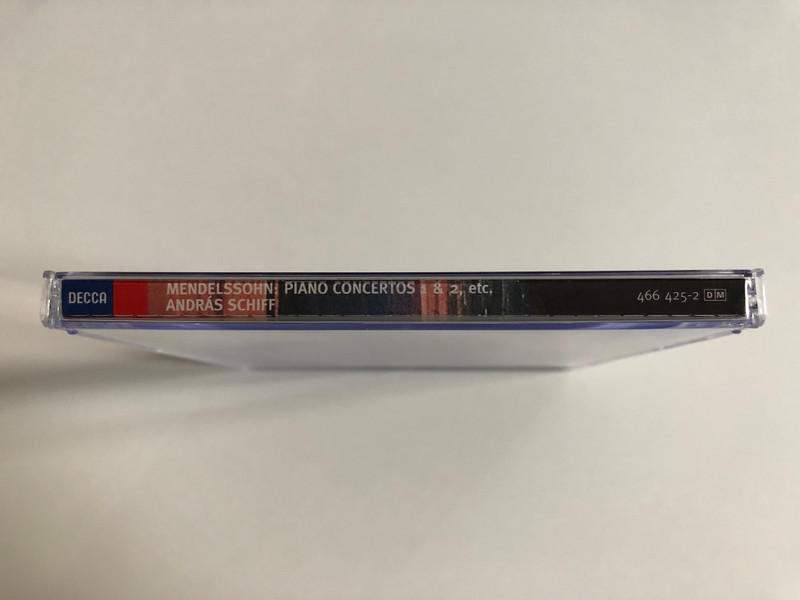 DECCA
MENDELSSOHN: PIANO CONCERTOS 1 & 2, etc.
ANDRÁS SCHIFF
466 425-2 DM